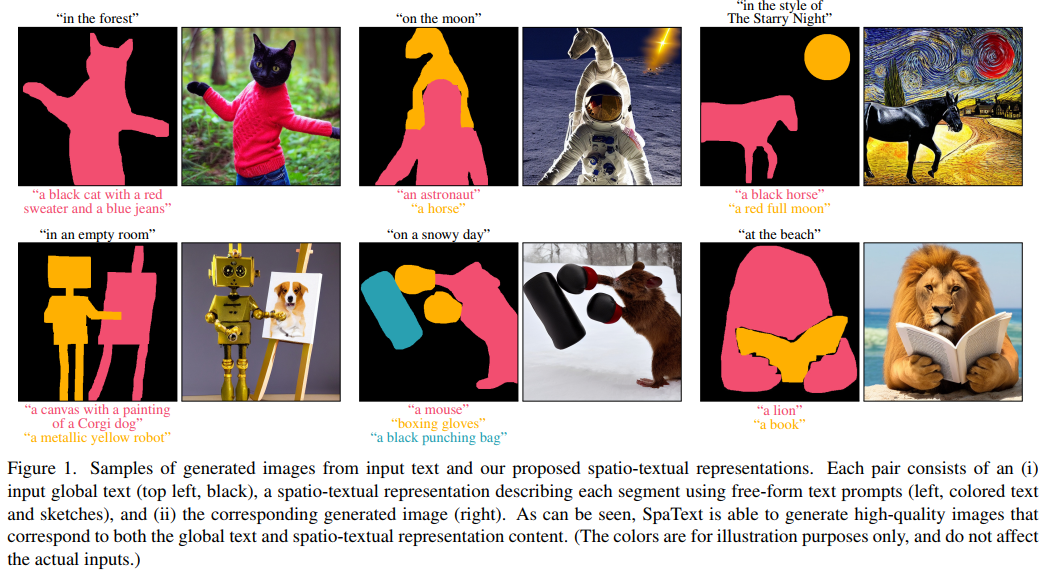 “in the forest”
“on the moon”
“in the style of
The Starry Night”
“a black cat with a red
sweater and a blue jeans”
“an astronaut”
“a horse”
“a black horse”
“a red full moon”
“in an empty room”
“on a snowy day”
“at the beach”
“a canvas with a painting
of a Corgi dog”
“a metallic yellow robot”
“a mouse”
“boxing gloves”
“a black punching bag”
“a lion”
“a book”
Figure 1. Samples of generated images from input text and our proposed spatio-textual representations. Each pair consists of an (i)
input global text (top left, black), a spatio-textual representation describing each segment using free-form text prompts (left, colored text
and sketches), and (ii) the corresponding generated image (right). As can be seen, SpaText is able to generate high-quality images that
correspond to both the global text and spatio-textual representation content. (The colors are for illustration purposes only, and do not affect
the actual inputs.)